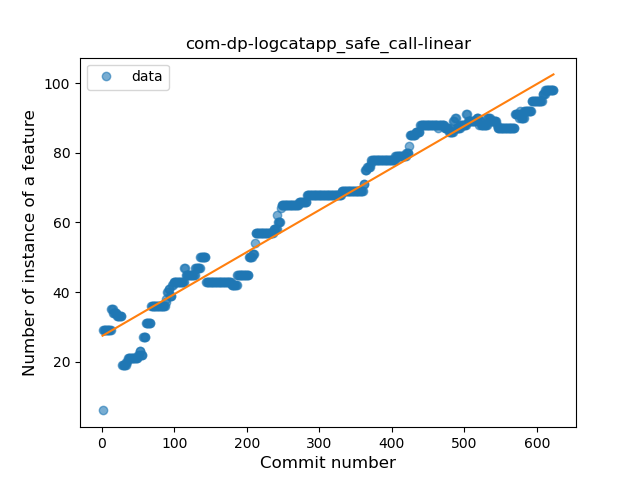 com-dp-logcatapp_safe_call-linear
data
Number of instance of a feature
100
80
60
40
20
0 100 200 300 400 500 600
Commit number